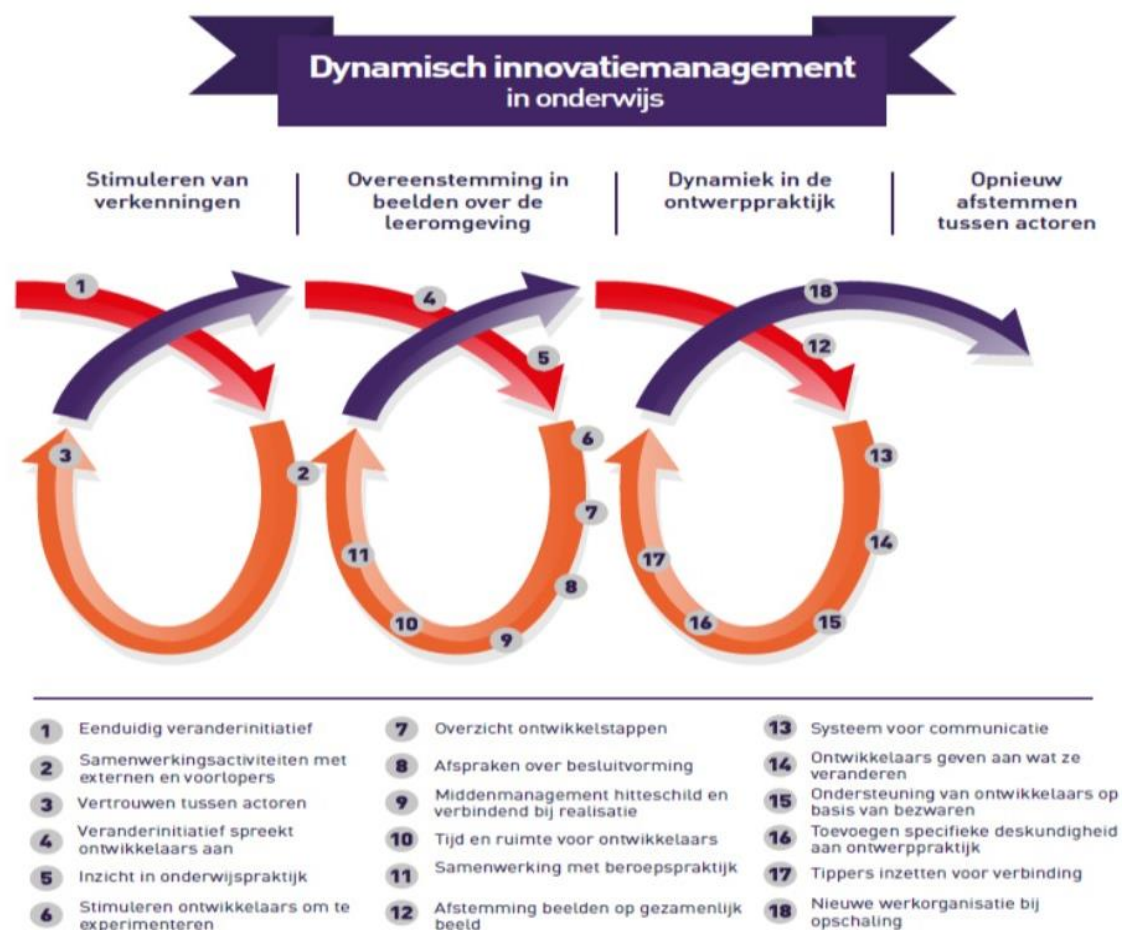 Dynamisch innovatiemanagement
in onderwijs
Stimuleren van
verkenningen
Overeenstemming in
beelden over de
leeromgeving
Dynamiek in de
ontwerppraktijk
Opnieuw
afstemmen
tussen actoren
1
2
3
4
5
6
7
8
9
10
11
18
12
13
14
15
16
17
1 Eenduidig veranderinitiatief
2 Samenwerkingsactiviteiten met
externen en voorlopers
3 Vertrouwen tussen actoren
4 Veranderinitiatief spreekt
ontwikkelaars aan
5 Inzicht in onderwijspraktijk
6 Stimuleren ontwikkelaars om te
experimenteren
7 Overzicht ontwikkelstappen
8 Afspraken over besluitvorming
9 Middenmanagement hitteschild en
verbindend bij realisatie
10 Tijd en ruimte voor ontwikkelaars
11 Samenwerking met beroepspraktijk
12 Afstemming beelden op gezamenlijk
beeld
13 Systeem voor communicatie
14 Ontwikkelaars geven aan wat ze
veranderen
15 Ondersteuning van ontwikkelaars op
basis van bezwaren
16 Toevoegen specifieke deskundigheid
aan ontwerppraktijk
17 Tippers inzetten voor verbinding
18 Nieuwe werkorganisatie bij
opschaling